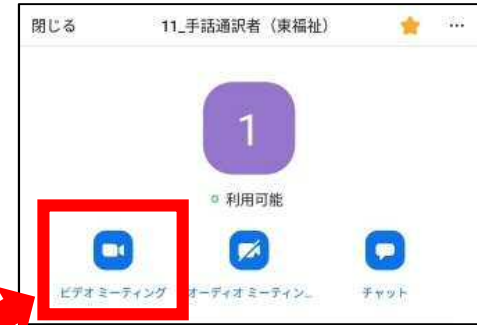 閉じる 11_手話通訳者（東福祉） ...
1
利用可能
ビデオ ミーティング オーディオ ミーティン... チャット